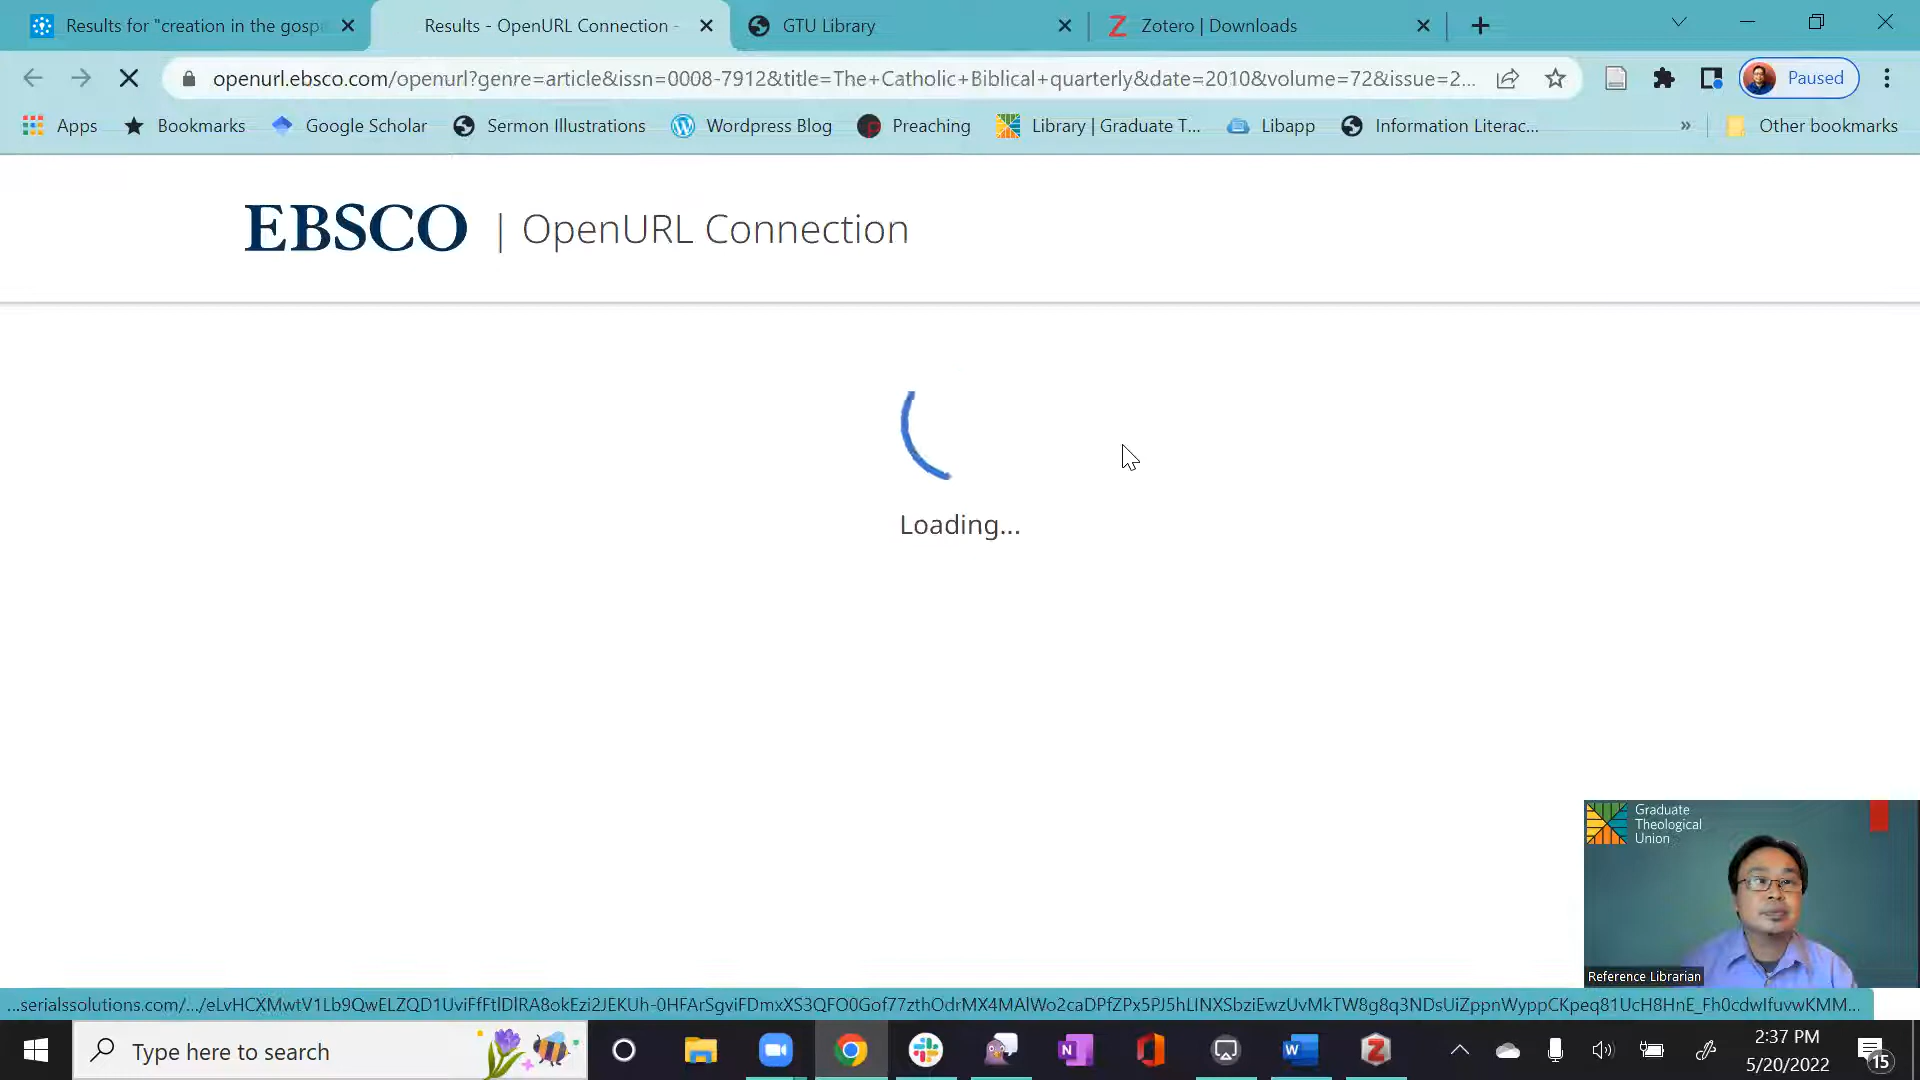 Results for "creation in the gosp
Results - OpenURL Connection -
GTU Library
Zotero | Downloads
openurl.ebsco.com/openurl?genre=article&issn=0008-7912&title=The+Catholic+Biblical+quarterly&date=2010&volume=72&issue=2...
Paused
Apps
Bookmarks
Google Scholar
Sermon Illustrations
Wordpress Blog
Preaching
Library | Graduate T...
Libapp
Information Literac...
»
Other bookmarks
EBSCO | OpenURL Connection
Loading...
Graduate
Theological
Union
Reference Librarian
...serialssolutions.com/.../eLvHCXMwtV1Lb9QwELZQD1UviFfFtlDlRA8okEzi2JEKUh-0HFArSgviFDmxXS3QFO0Gof77zthOdrMX4MAlWo2caDPfZPx5PJ5hLINXSbziEwzUvMkTW8g8q3NDsUiZppnWyppCKpeq81UcH8HnE_Fh0cdwIfuvwKMM...
Type here to search
2:37 PM
5/20/2022
15